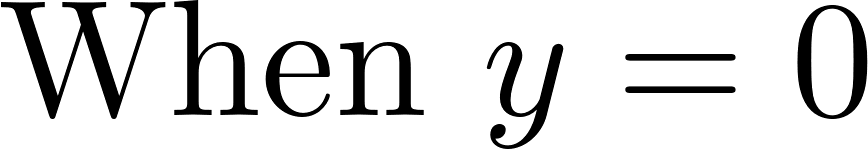 When y = 0